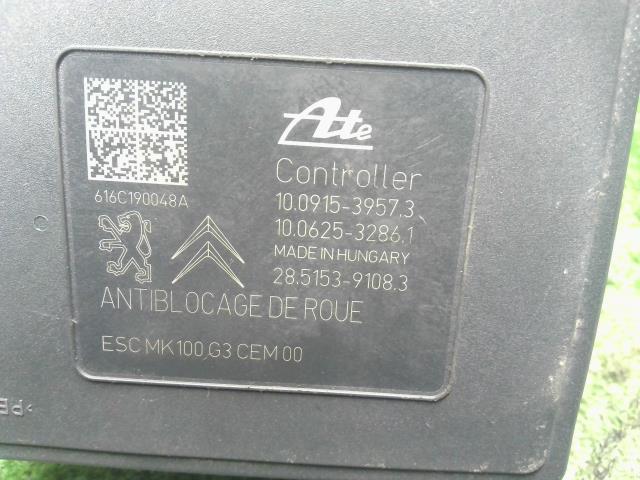 Ate
Controller
10.0915-3957.3
10.0625-3286.1
MADE IN HUNGARY
28.5153-9108.3
616C190048A
ANTIBLOCAGE DE ROUE
ESC MK100 G3 CEM 00